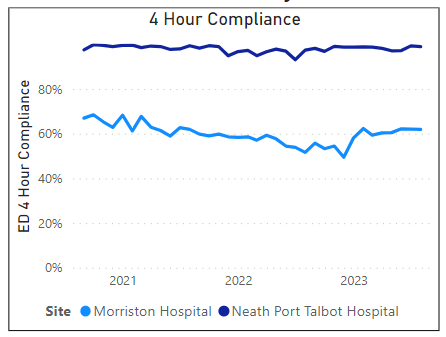 4 Hour Compliance
ED 4 Hour Compliance
80%
60%
40%
20%
0%
2021 2022 2023
Site Morriston Hospital Neath Port Talbot Hospital